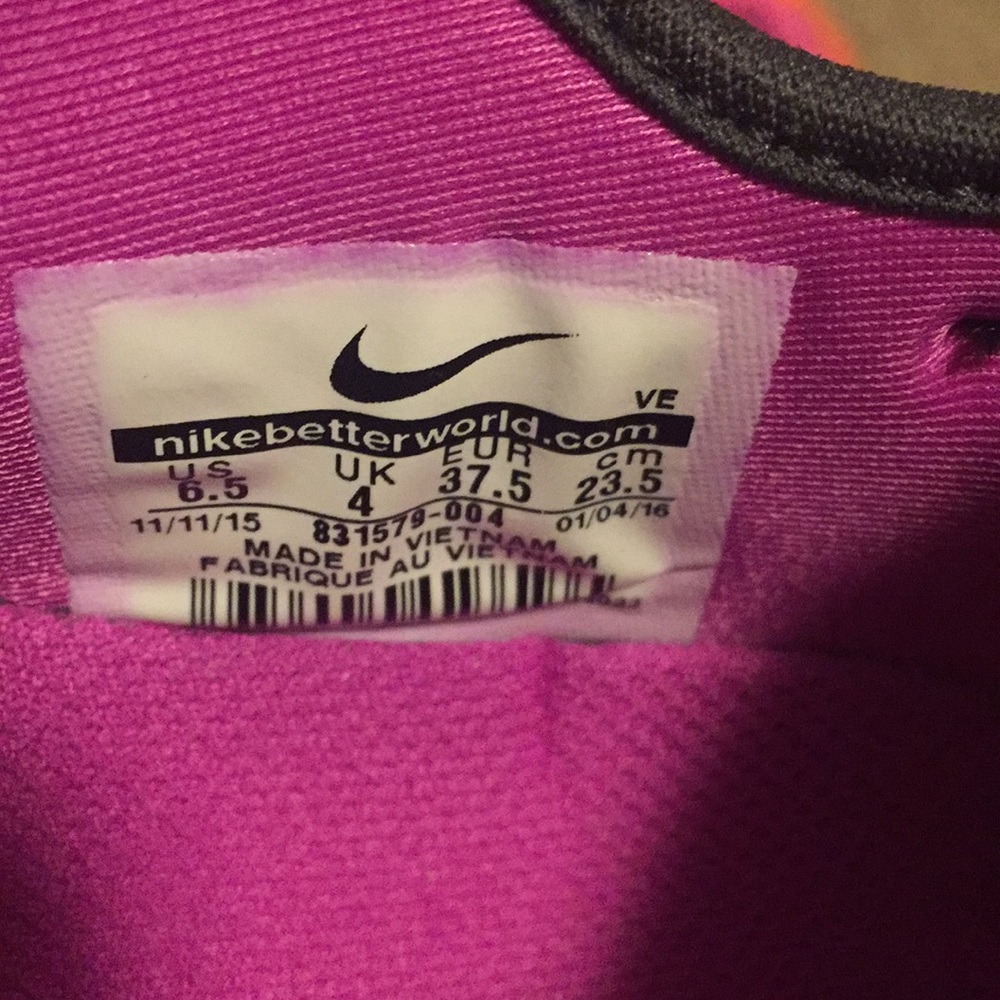 VE
nikebetterworld.com
US UK EUR cm
6.5 4 37.5 23.5
11/11/15 831579-004 01/04/16
MADE IN VIETNAM
FABRIQUE AU VIETNAM